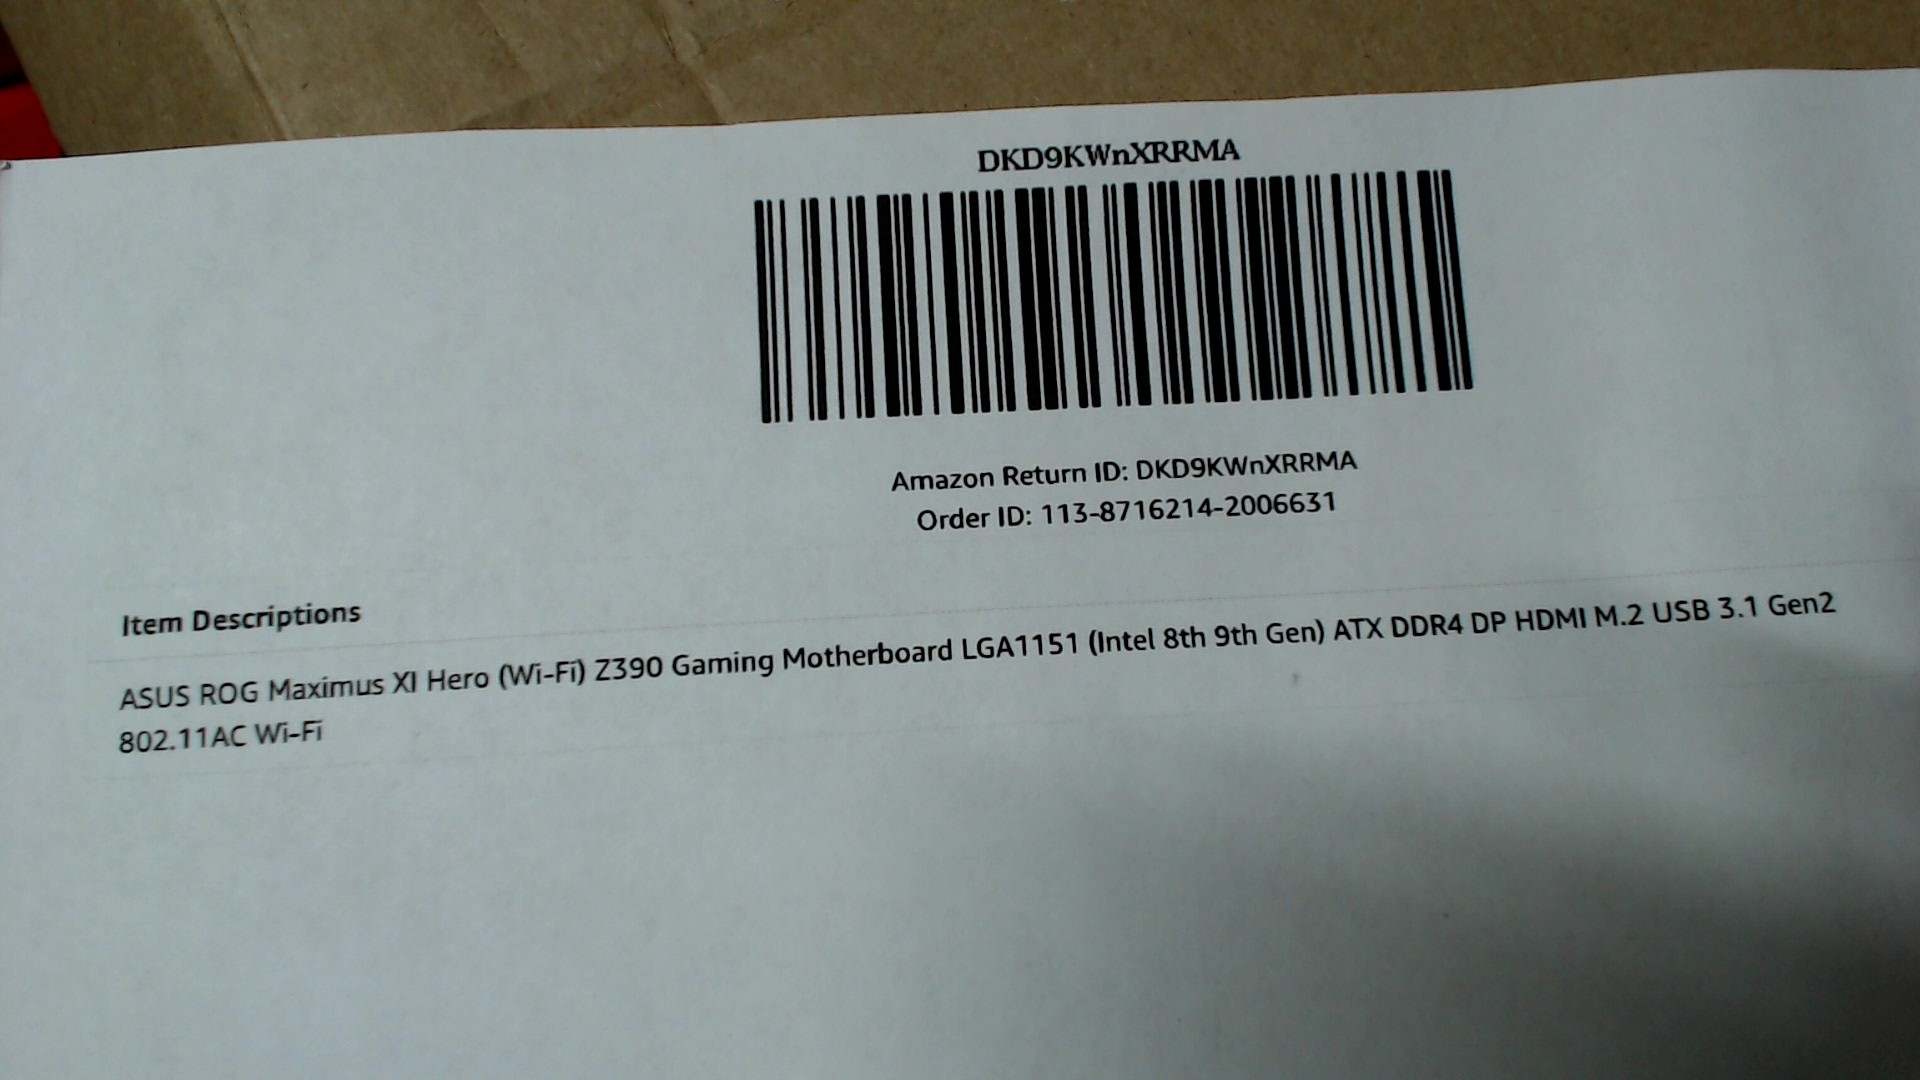 DKD9KWnXRRMA
Amazon Return ID: DKD9KWnXRRMA
Order ID: 113-8716214-2006631
Item Descriptions
ASUS ROG Maximus XI Hero (Wi-Fi) Z390 Gaming Motherboard LGA1151 (Intel 8th 9th Gen) ATX DDR4 DP HDMI M.2 USB 3.1 Gen2
802.11AC Wi-Fi